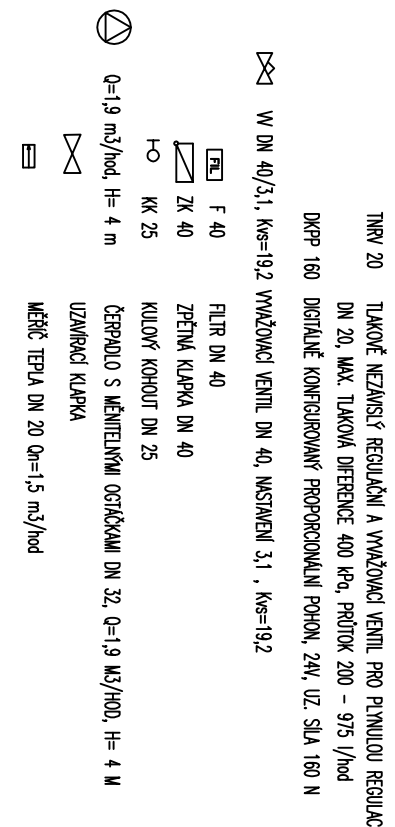 TNRV 20 TLAKOVĚ NEZÁVISLÝ REGULAČNÍ A VYVAŽOVACÍ VENTIL PRO PLYNULOU REGULAC
DN 20, MAX. TLAKOVÁ DIFERENCE 400 kPa, PRŮTOK 200 - 975 l/hod
DKPP 160 DIGITÁLNĚ KONFIGUROVANÝ PROPORCIONÁLNÍ POHON, 24V, UZ. SÍLA 160 N
W DN 40/3,1, Kvs=19,2 VYVAŽOVACÍ VENTIL DN 40, NASTAVENÍ 3,1 , Kvs=19,2
FIL F 40 FILTR DN 40
ZK 40 ZPĚTNÁ KLAPKA DN 40
KK 25 KULOVÝ KOHOUT DN 25
Q=1,9 m3/hod, H= 4 m ČERPADLO S MĚNITELNÝMI OGTÁČKAMI DN 32, Q=1,9 M3/HOD, H= 4 M
UZAVÍRACÍ KLAPKA
MĚŘIČ TEPLA DN 20 Qn=1,5 m3/hod